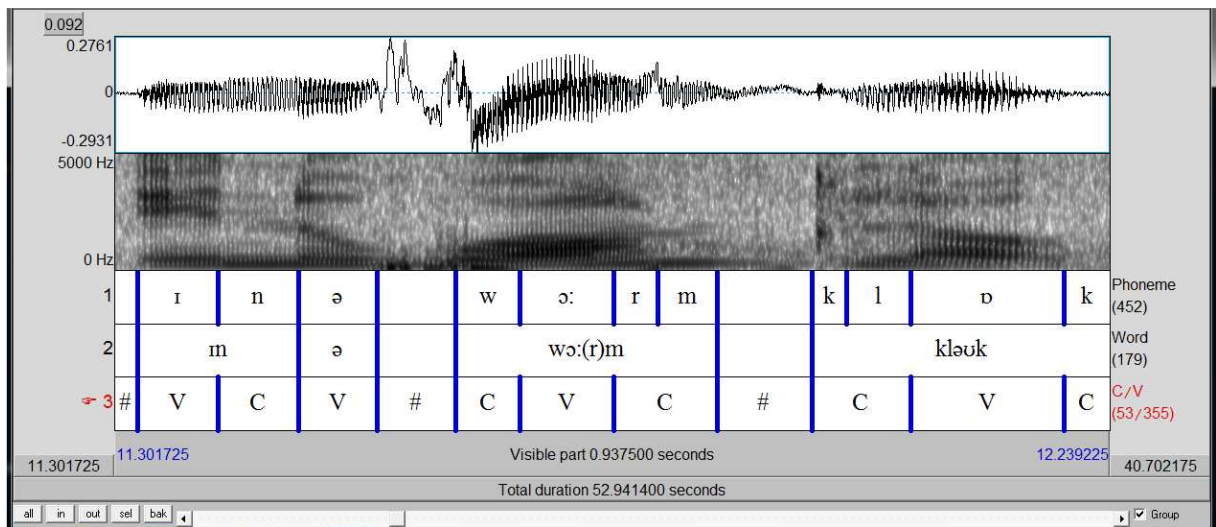 0.092
0.2761
0
-0.2931
5000 Hz
0 Hz
1 ɪ n ə w ɔː r m k l ɒ k Phoneme (452)
2 ɪn ə wɔː(r)m kləʊk Word (179)
☞ 3 # V C V # C V C # C V C C/V (53/355)
11.301725 11.301725 Visible part 0.937500 seconds 12.239225 40.702175
Total duration 52.941400 seconds
all in out sel bak Group